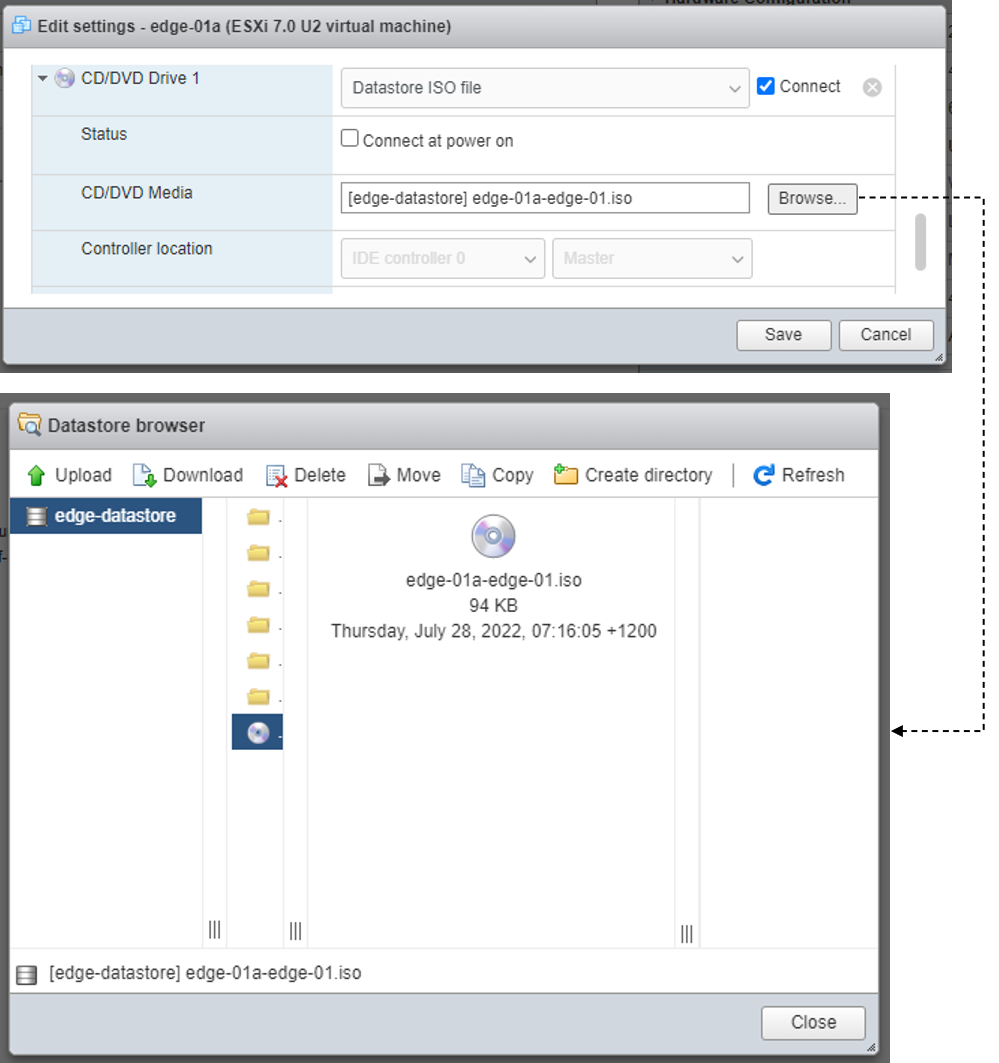 Hardware Configuration
Edit settings - edge-01a (ESXi 7.0 U2 virtual machine)
CD/DVD Drive 1
Datastore ISO file
Connect
Status
Connect at power on
CD/DVD Media
[edge-datastore] edge-01a-edge-01.iso
Browse...
Controller location
IDE controller 0
Master
Save
Cancel
Datastore browser
Upload
Download
Delete
Move
Copy
Create directory
Refresh
edge-datastore
edge-01a-edge-01.iso
94 KB
Thursday, July 28, 2022, 07:16:05 +1200
[edge-datastore] edge-01a-edge-01.iso
Close